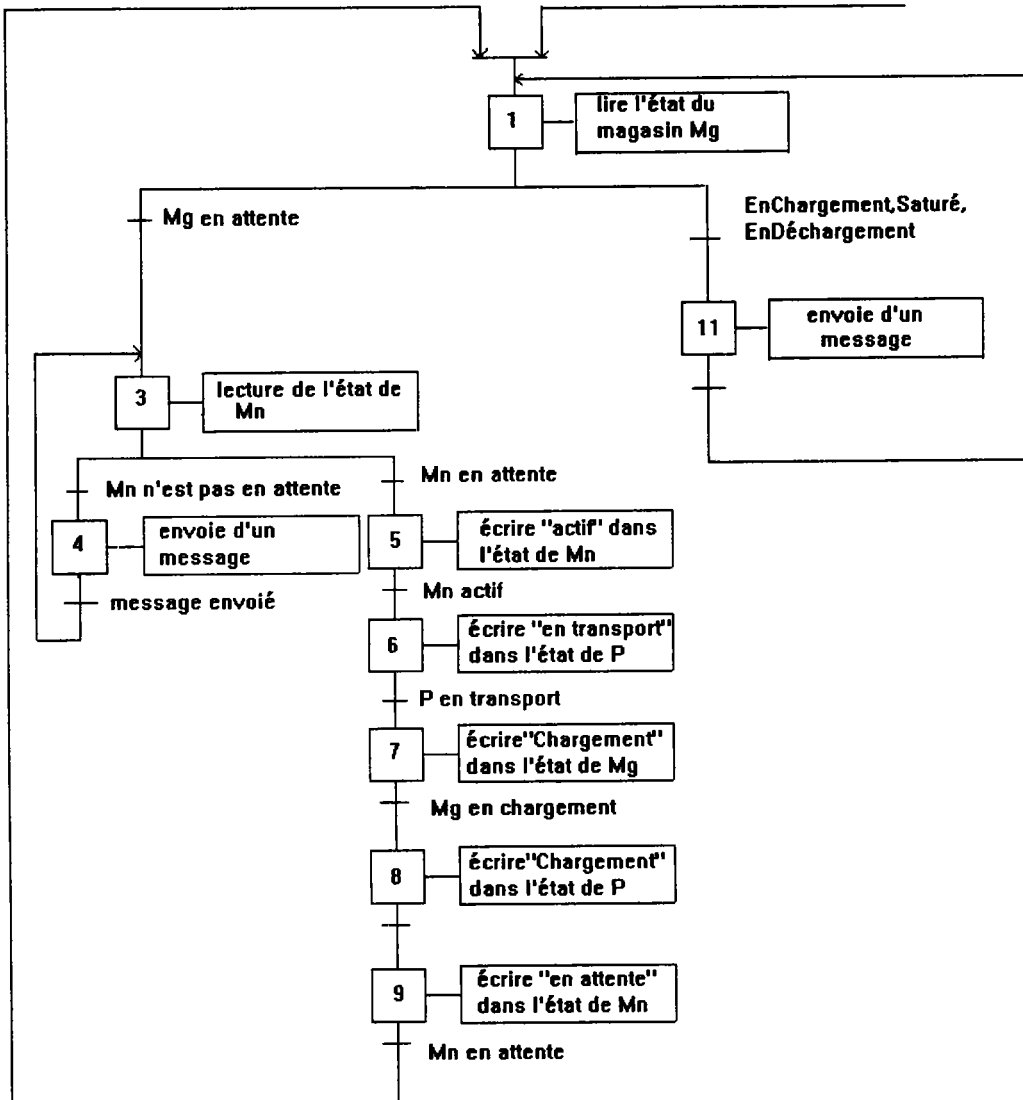 1
lire l'état du
magasin Mg
Mg en attente
EnChargement,Saturé,
EnDéchargement
11
envoie d'un
message
3
lecture de l'état de
Mn
Mn n'est pas en attente
Mn en attente
4
envoie d'un
message
5
écrire "actif" dans
l'état de Mn
message envoié
Mn actif
6
écrire "en transport"
dans l'état de P
P en transport
7
écrire"Chargement"
dans l'état de Mg
Mg en chargement
8
écrire"Chargement"
dans l'état de P
9
écrire "en attente"
dans l'état de Mn
Mn en attente